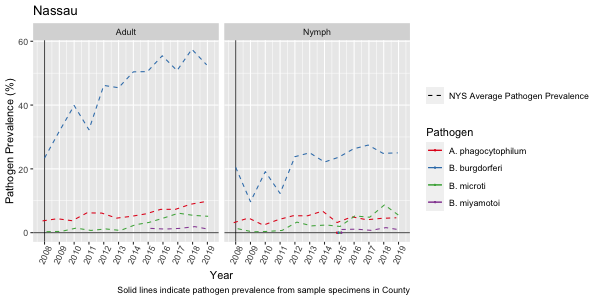 Nassau
Adult
Nymph
Pathogen Prevalence (%)
60
40
20
0
2008 2009 2010 2011 2012 2013 2014 2015 2016 2017 2018 2019
2008 2009 2010 2011 2012 2013 2014 2015 2016 2017 2018 2019
Year
Solid lines indicate pathogen prevalence from sample specimens in County
NYS Average Pathogen Prevalence
Pathogen
A. phagocytophilum
B. burgdorferi
B. microti
B. miyamotoi